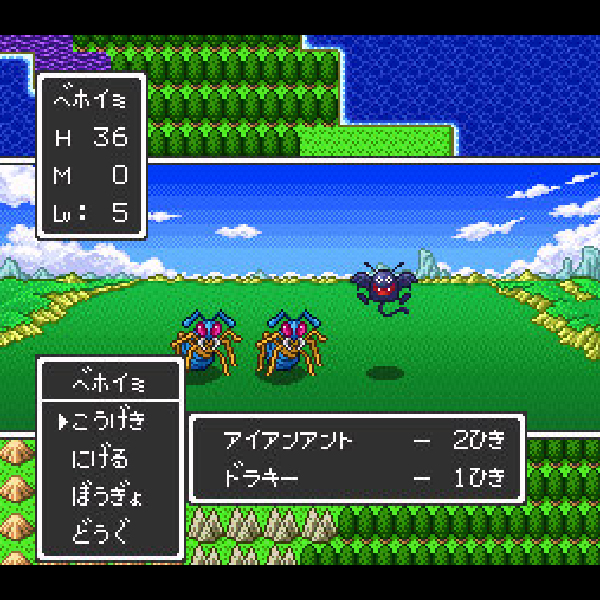 ベホイミ
H 36
M 0
Lv: 5
ベホイミ
▶こうげき
にげる
ぼうぎょ
どうぐ
アイアンアント ー 2ひき
ドラキー ー 1ぴき